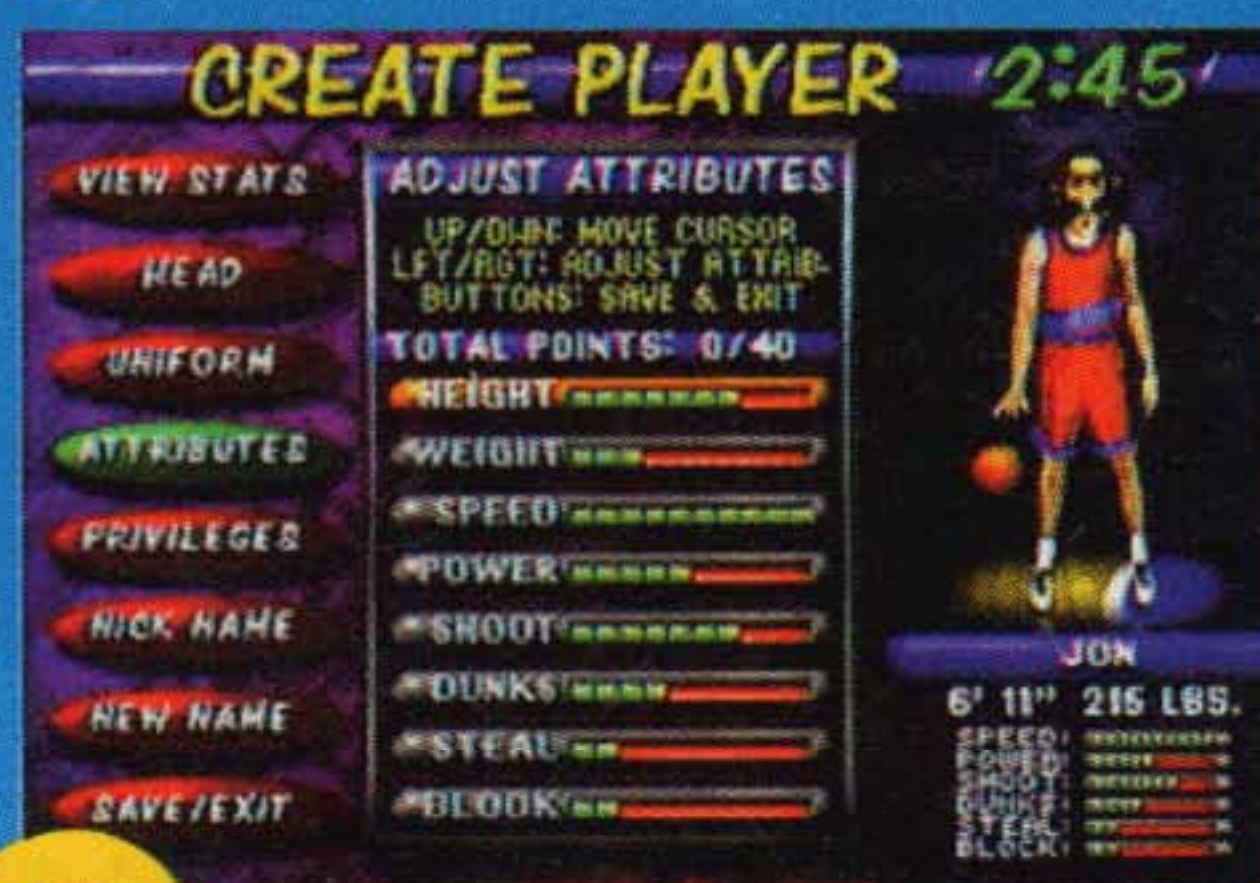 CREATE PLAYER 2:45
VIEW STATS
HEAD
UNIFORM
ATTRIBUTES
PRIVILEGES
NICK NAME
NEW NAME
SAVE/EXIT
ADJUST ATTRIBUTES
UP/DWN: MOVE CURSOR
LFT/RGT: ADJUST ATTRIB-
BUTTONS: SAVE & EXIT
TOTAL POINTS: 0/40
HEIGHT
WEIGHT
SPEED
POWER
SHOOT
DUNKS
STEAL
BLOCK
JON
6' 11" 215 LBS.
SPEED:
POWER:
SHOOT:
DUNKS:
STEAL:
BLOCK: